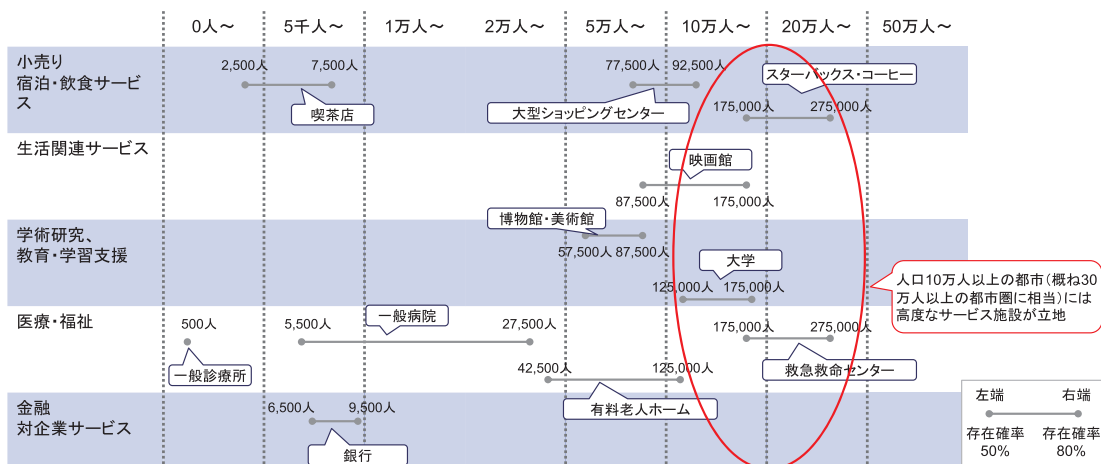 0人～ 5千人～ 1万人～ 2万人～ 5万人～ 10万人～ 20万人～ 50万人～
小売り
宿泊・飲食サービ
ス
2,500人 7,500人
喫茶店
77,500人 92,500人
大型ショッピングセンター
スターバックス・コーヒー
175,000人 275,000人
生活関連サービス
映画館
87,500人 175,000人
学術研究、
教育・学習支援
博物館・美術館
57,500人 87,500人
大学
125,000人 175,000人
人口10万人以上の都市（概ね30
万人以上の都市圏に相当）には
高度なサービス施設が立地
医療・福祉
500人
一般診療所
5,500人 27,500人
一般病院
175,000人 275,000人
救急救命センター
42,500人 125,000人
有料老人ホーム
金融
対企業サービス
6,500人 9,500人
銀行
左端 右端
存在確率 存在確率
50% 80%